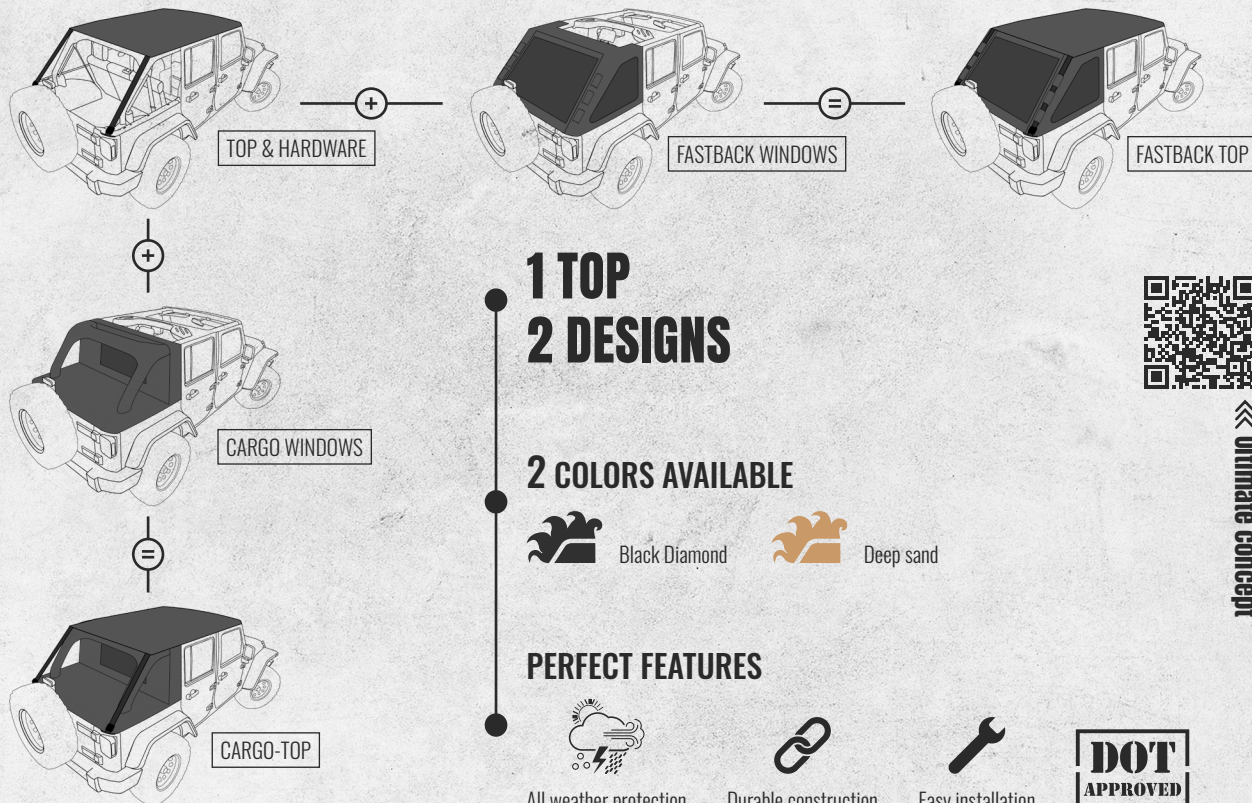 TOP & HARDWARE
FASTBACK WINDOWS
FASTBACK TOP
CARGO WINDOWS
CARGO-TOP
1 TOP
2 DESIGNS
2 COLORS AVAILABLE
Black Diamond
Deep sand
PERFECT FEATURES
All weather protection
Durable construction
Easy installation
DOT
APPROVED
Ultimate concept